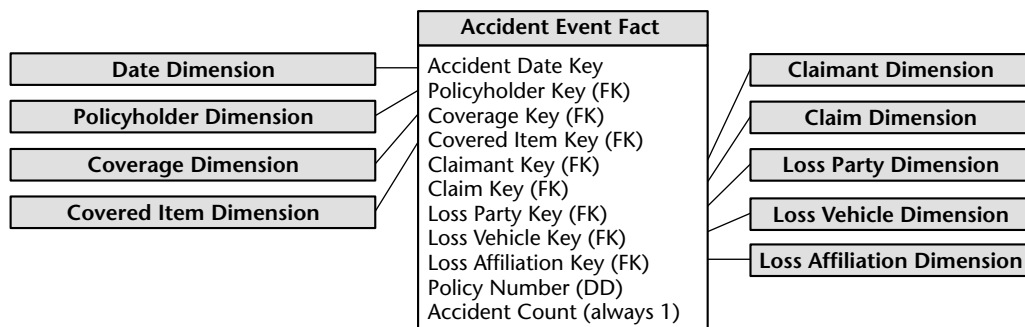 Accident Event Fact
Date Dimension
Policyholder Dimension
Coverage Dimension
Covered Item Dimension
Accident Date Key
Policyholder Key (FK)
Coverage Key (FK)
Covered Item Key (FK)
Claimant Key (FK)
Claim Key (FK)
Loss Party Key (FK)
Loss Vehicle Key (FK)
Loss Affiliation Key (FK)
Policy Number (DD)
Accident Count (always 1)
Claimant Dimension
Claim Dimension
Loss Party Dimension
Loss Vehicle Dimension
Loss Affiliation Dimension